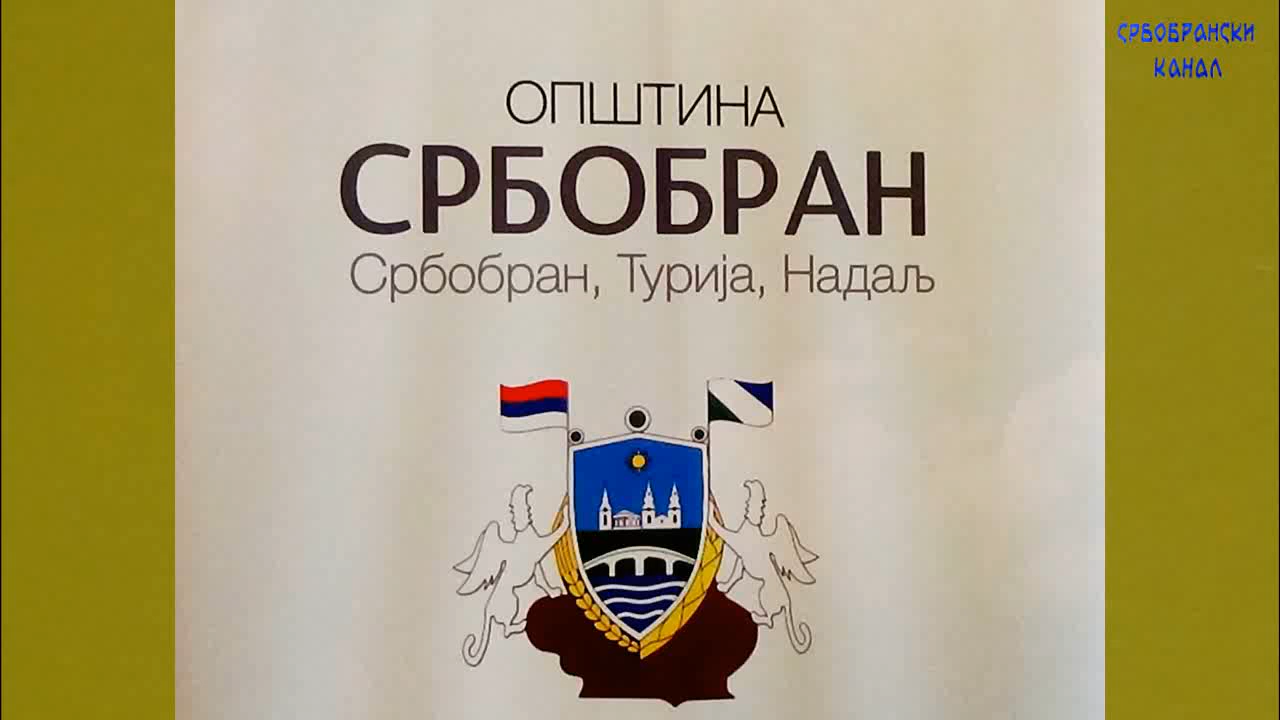 ОПШТИНА
СРБОБРАН
Србобран, Турија, Надаљ
СРБОБРАНСКИ
КАНАЛ